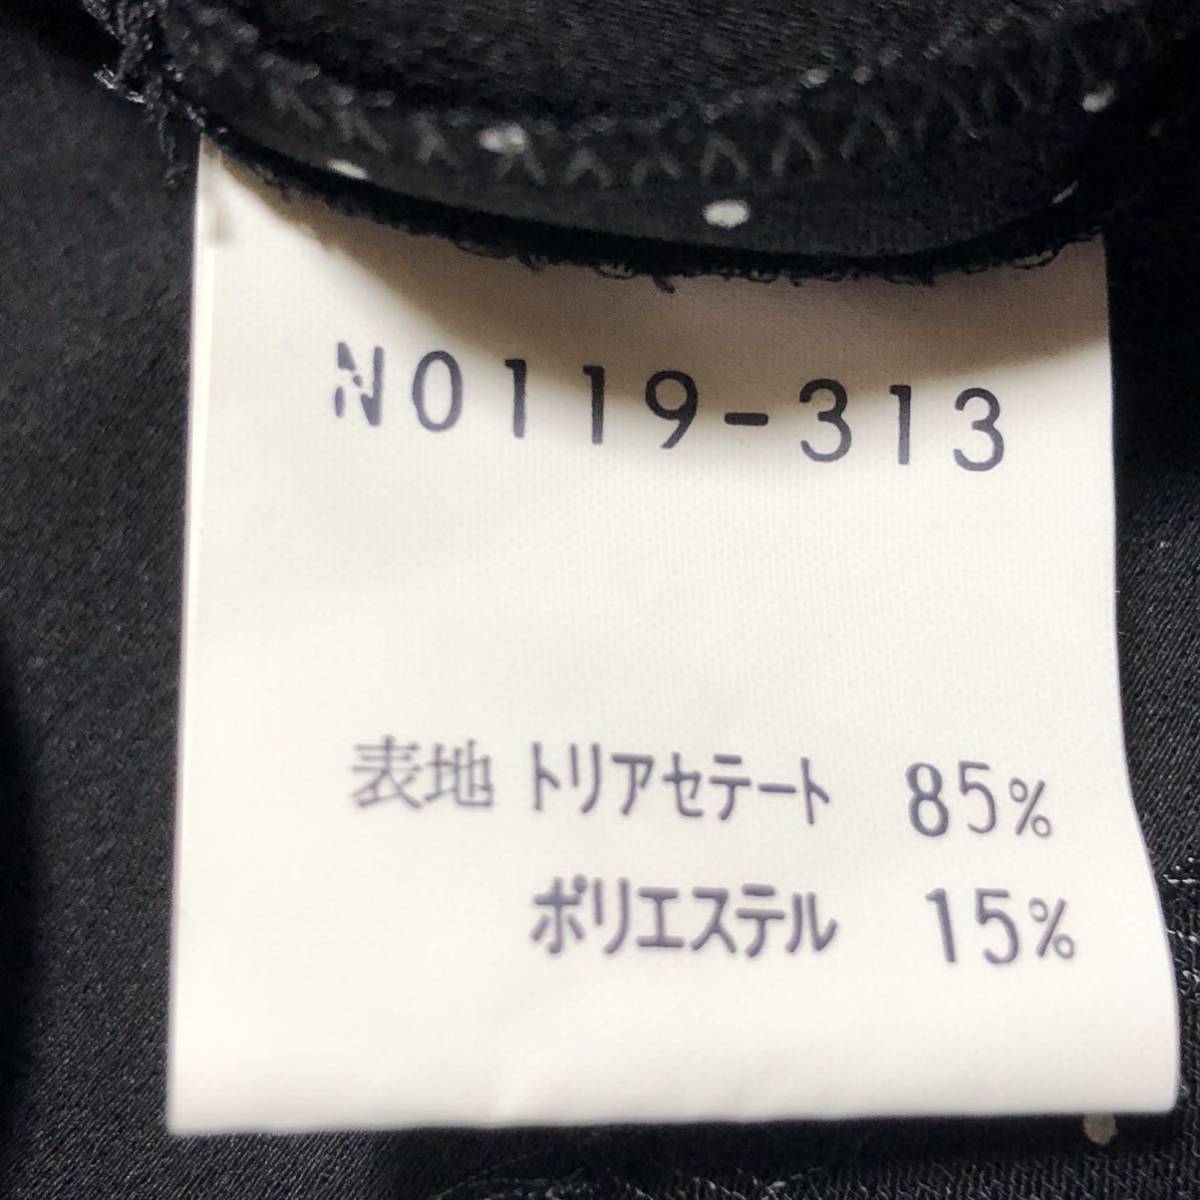 N0119-313
表地 トリアセテート 85%
ポリエステル 15%